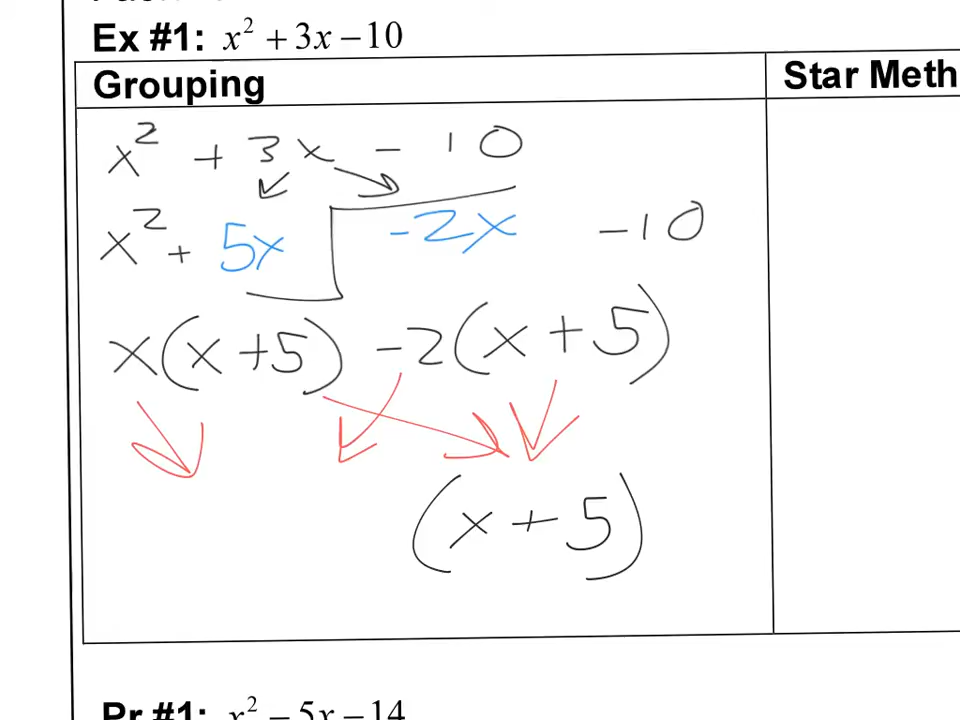 Ex #1: x² + 3x – 10
Grouping
Star Meth
x² + 3x - 10
x² + 5x -2x -10
x(x+5) -2(x+5)
(x+5)
Pr #1: x² – 5x – 14